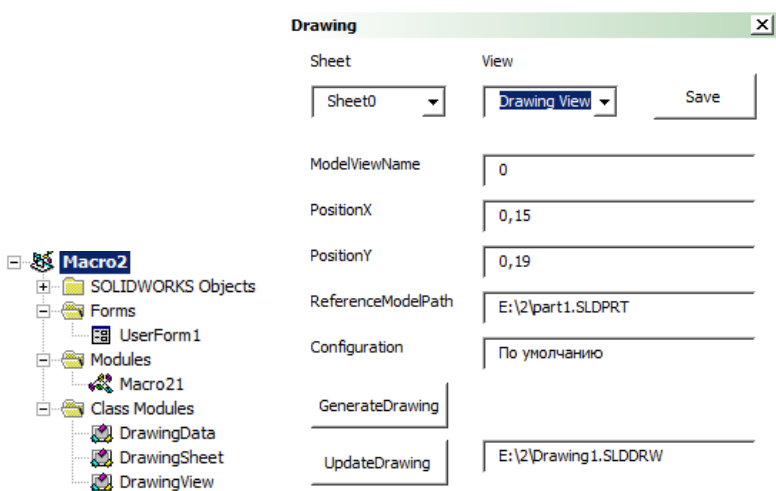 Drawing
Sheet View
Sheet0 Drawing View Save
ModelViewName 0
PositionX 0,15
PositionY 0,19
ReferenceModelPath E:\2\part1.SLDPRT
Configuration По умолчанию
GenerateDrawing
UpdateDrawing E:\2\Drawing1.SLDDRW
Macro2
SOLIDWORKS Objects
Forms
UserForm1
Modules
Macro21
Class Modules
DrawingData
DrawingSheet
DrawingView